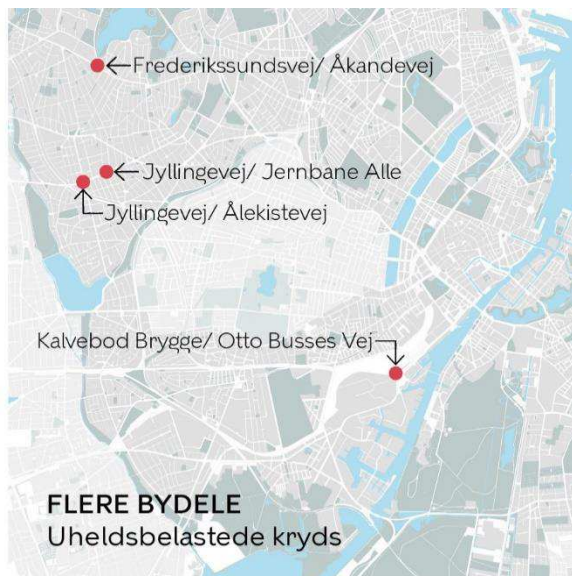 Frederikssundsvej/ Åkandevej
Jyllingevej/ Jernbane Alle
Jyllingevej/ Ålekistevej
Kalvebod Brygge/ Otto Busses Vej
FLERE BYDELE
Uheldsbelastede kryds